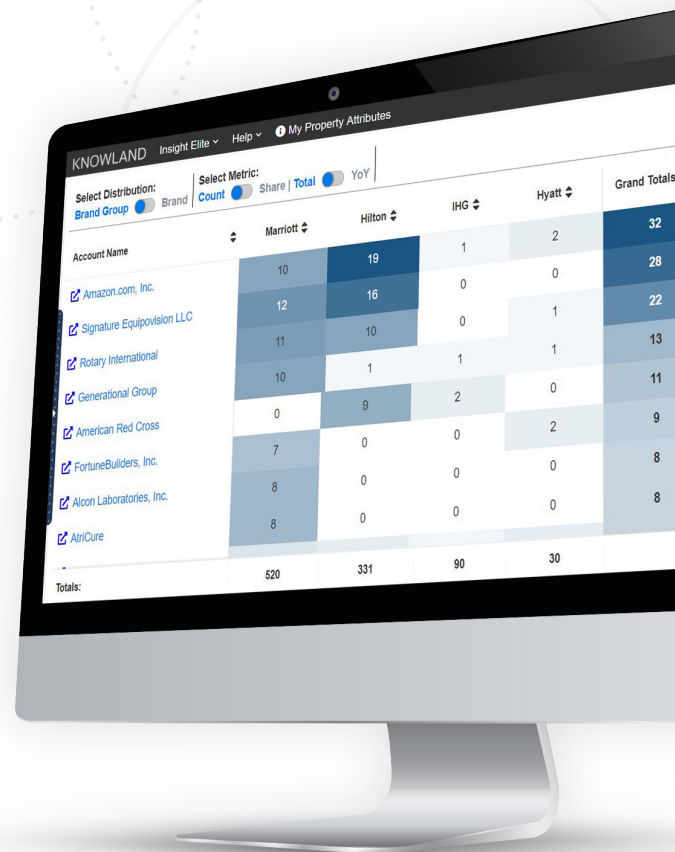 KNOWLAND Insight Elite Help My Property Attributes
Select Distribution: Select Metric:
Brand Group Brand Count Share | Total YoY
Account Name Marriott Hilton IHG Hyatt Grand Totals
Amazon.com, Inc. 10 19 1 2 32
Signature Equipovision LLC 12 16 0 0 28
Rotary International 11 10 0 1 22
Generational Group 10 1 1 1 13
American Red Cross 0 9 2 0 11
FortuneBuilders, Inc. 7 0 0 2 9
Alcon Laboratories, Inc. 8 0 0 0 8
AtriCure 8 0 0 0 8
Totals: 520 331 90 30